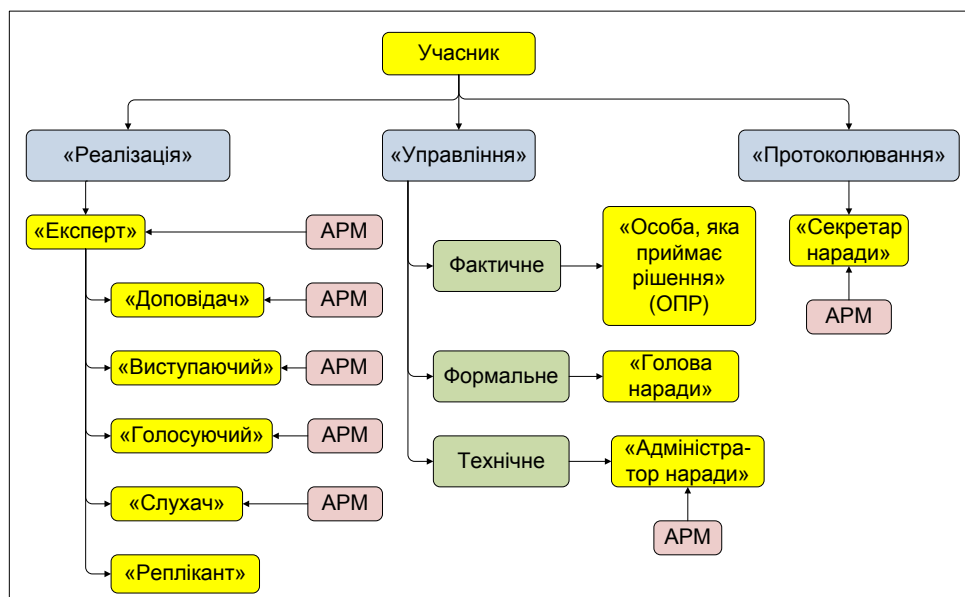 Учасник
«Реалізація»
«Управління»
«Протоколювання»
«Експерт»
АРМ
«Доповідач»
АРМ
«Виступаючий»
АРМ
«Голосуючий»
АРМ
«Слухач»
АРМ
«Реплікант»
Фактичне
«Особа, яка
приймає
рішення»
(ОПР)
Формальне
«Голова
наради»
Технічне
«Адміністра-
тор наради»
АРМ
«Секретар
наради»
АРМ